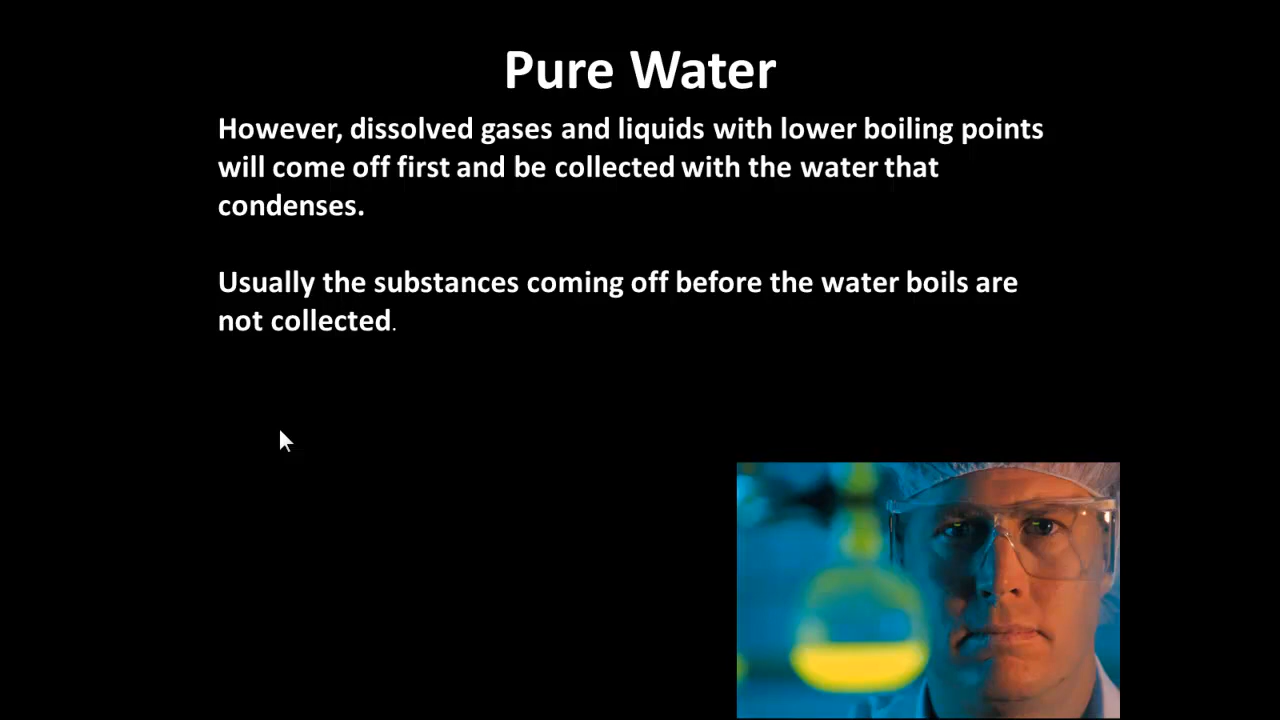 Pure Water
However, dissolved gases and liquids with lower boiling points
will come off first and be collected with the water that
condenses.
Usually the substances coming off before the water boils are
not collected.